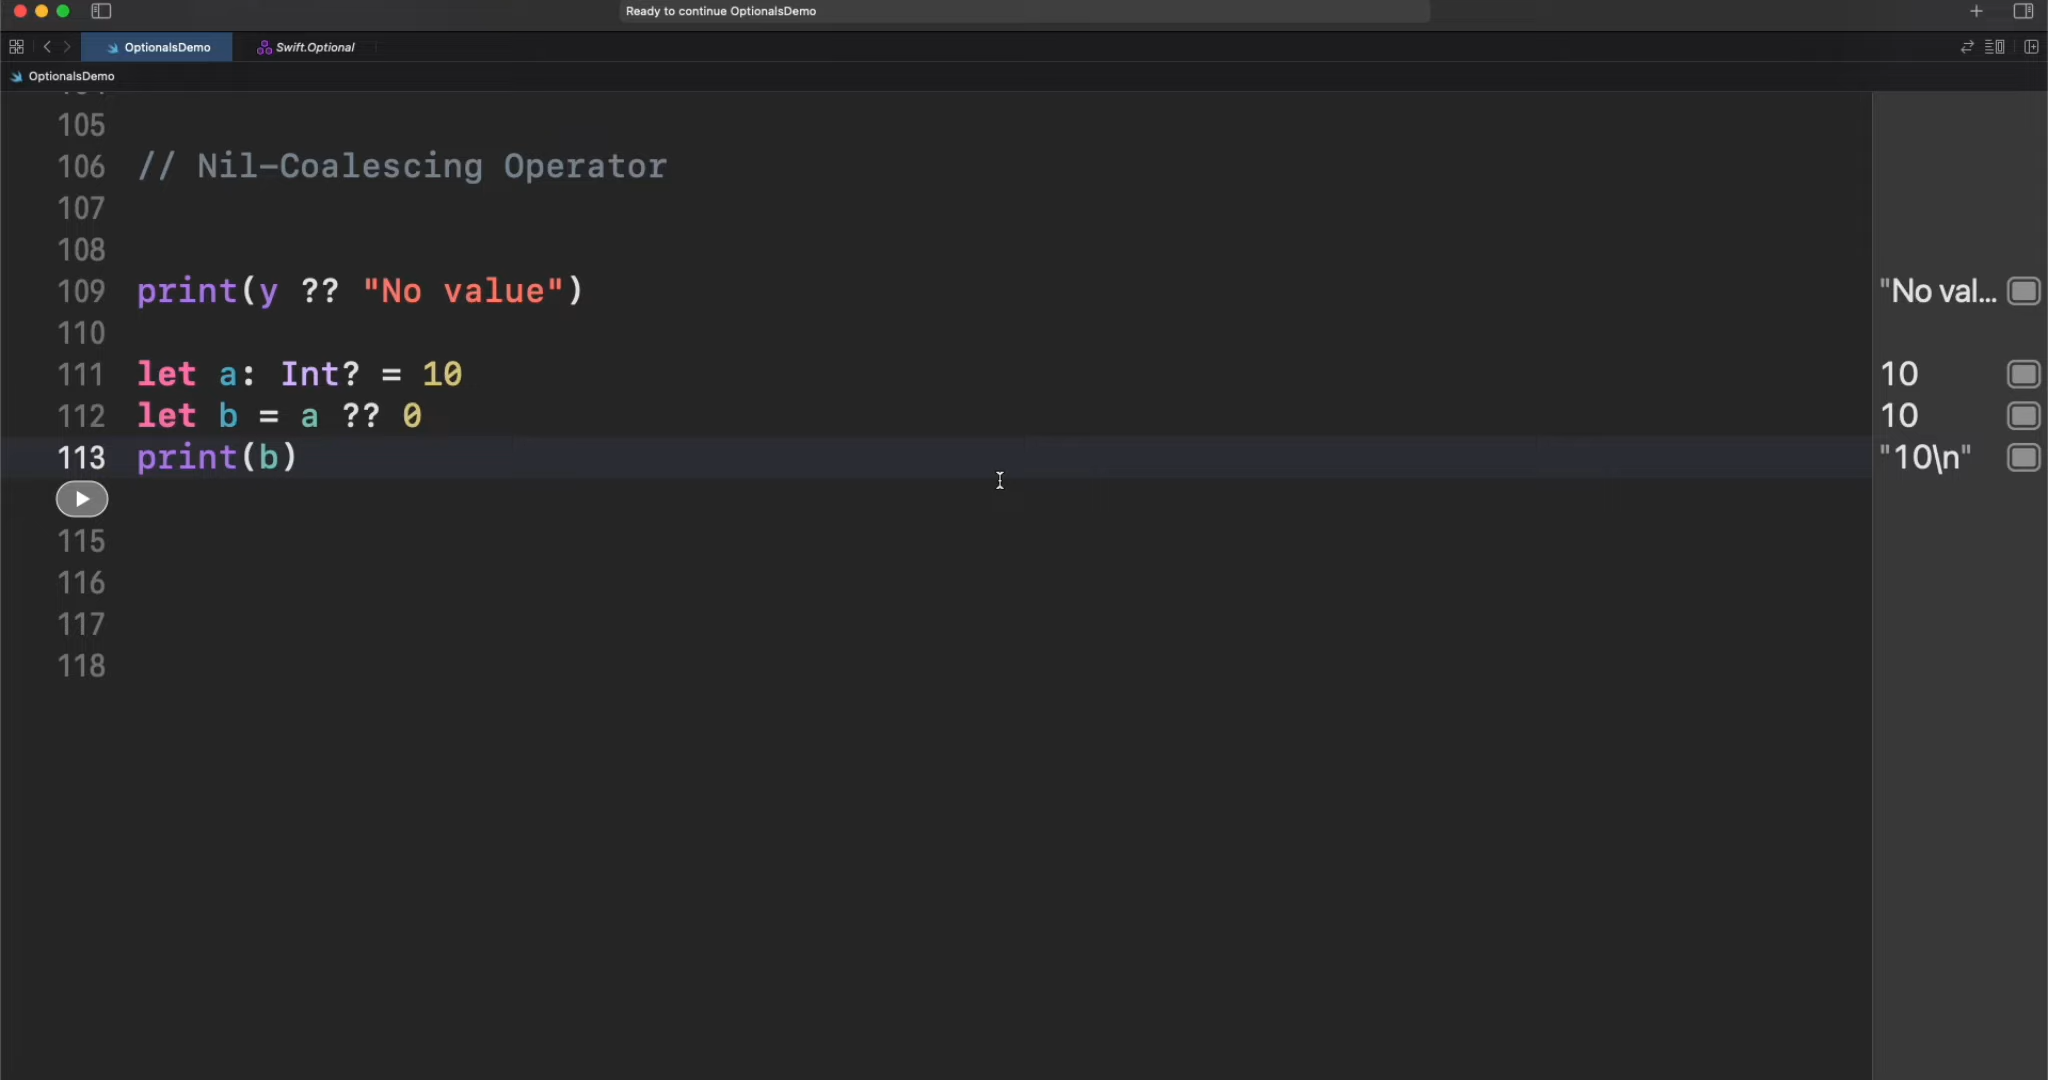 Ready to continue OptionalsDemo
OptionalsDemo
Swift.Optional
OptionalsDemo
105
106 // Nil-Coalescing Operator
107
108
109 print(y ?? "No value") "No val...
110
111 let a: Int? = 10 10
112 let b = a ?? 0 10
113 print(b) "10\n"
115
116
117
118